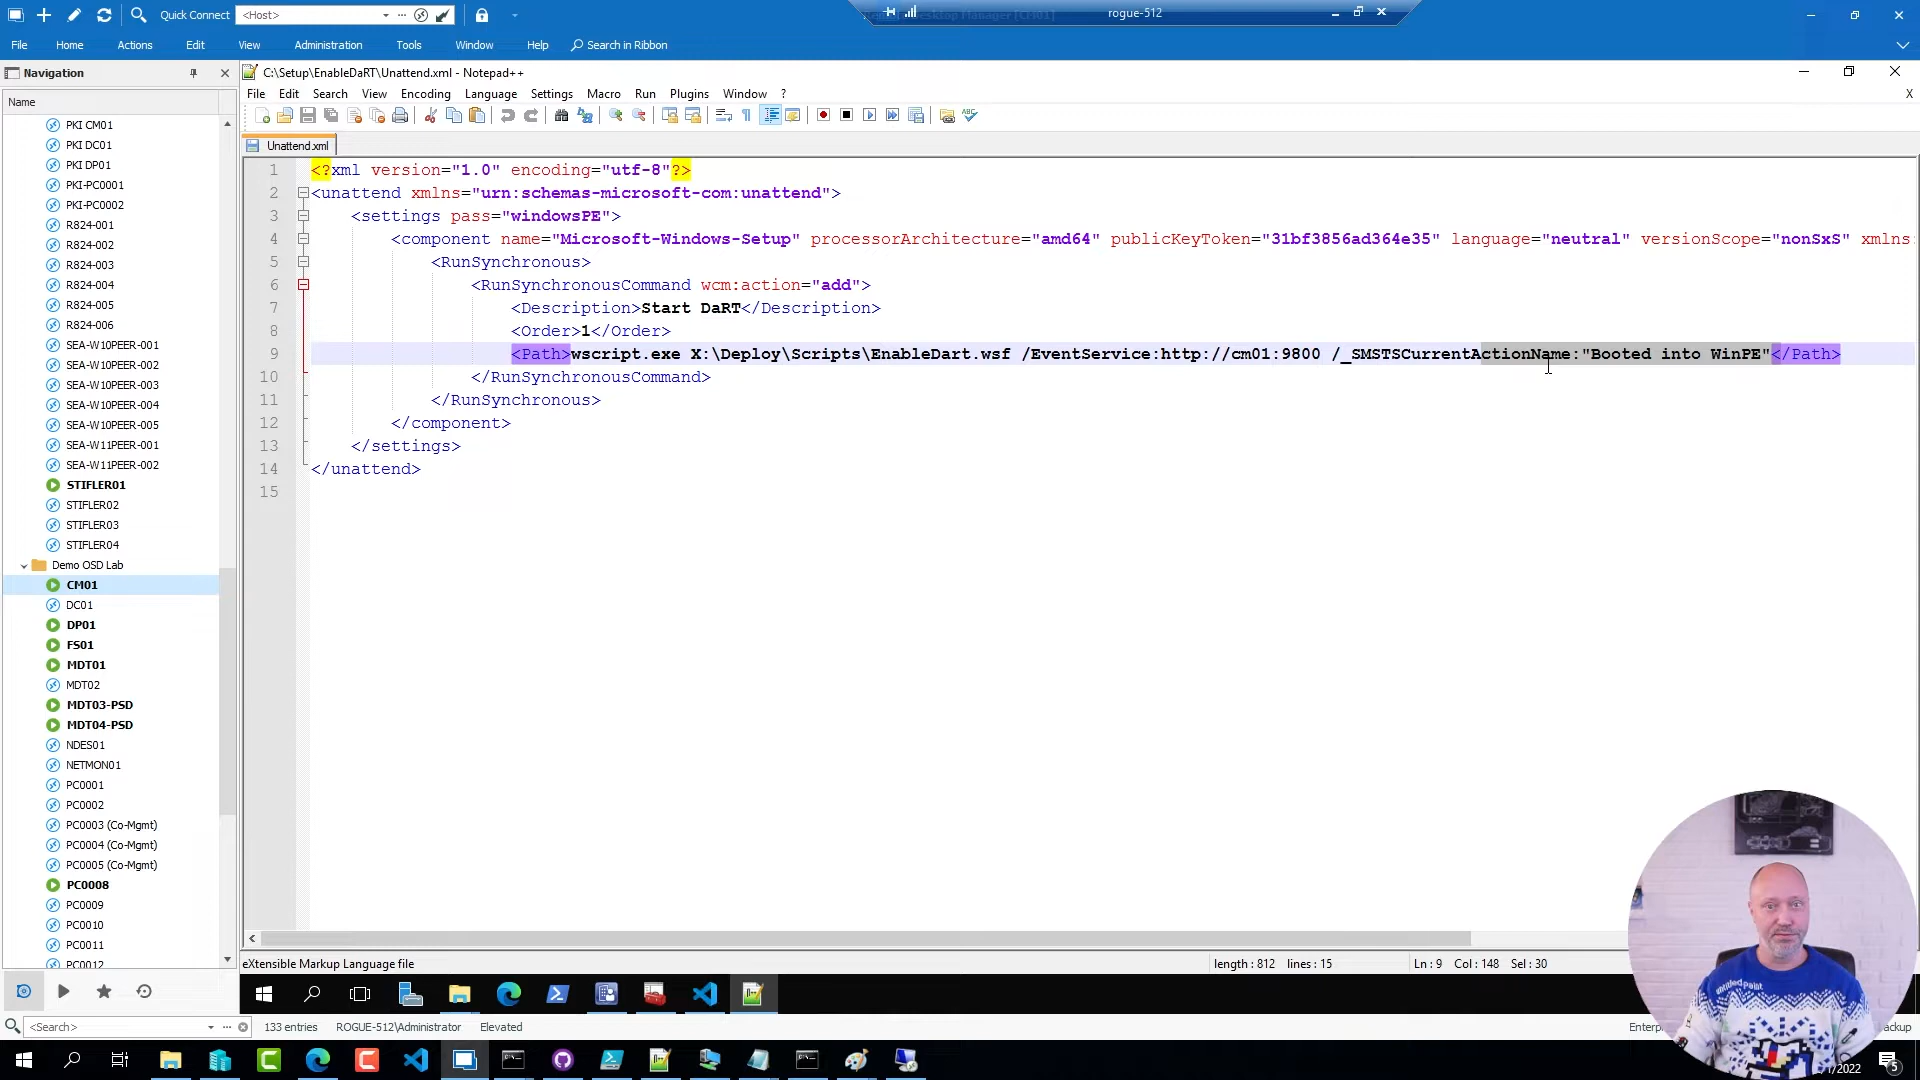 Quick Connect <Host>
rogue-512
File Home Actions Edit View Administration Tools Window Help Search in Ribbon
Navigation
Name
PKI CM01
PKI DC01
PKI DP01
PKI-PC0001
PKI-PC0002
R824-001
R824-002
R824-003
R824-004
R824-005
R824-006
SEA-W10PEER-001
SEA-W10PEER-002
SEA-W10PEER-003
SEA-W10PEER-004
SEA-W10PEER-005
SEA-W11PEER-001
SEA-W11PEER-002
STIFLER01
STIFLER02
STIFLER03
STIFLER04
Demo OSD Lab
CM01
DC01
DP01
FS01
MDT01
MDT02
MDT03-PSD
MDT04-PSD
NDES01
NETMON01
PC0001
PC0002
PC0003 (Co-Mgmt)
PC0004 (Co-Mgmt)
PC0005 (Co-Mgmt)
PC0008
PC0009
PC0010
PC0011
PC0012
C:\Setup\EnableDaRT\Unattend.xml - Notepad++
File Edit Search View Encoding Language Settings Macro Run Plugins Window ?
X
Unattend.xml
1 <?xml version="1.0" encoding="utf-8"?>
2 <unattend xmlns="urn:schemas-microsoft-com:unattend">
3 <settings pass="windowsPE">
4 <component name="Microsoft-Windows-Setup" processorArchitecture="amd64" publicKeyToken="31bf3856ad364e35" language="neutral" versionScope="nonSxS" xmlns:
5 <RunSynchronous>
6 <RunSynchronousCommand wcm:action="add">
7 <Description>Start DaRT</Description>
8 <Order>1</Order>
9 <Path>wscript.exe X:\Deploy\Scripts\EnableDart.wsf /EventService:http://cm01:9800 /_SMSTSCurrentActionName:"Booted into WinPE"</Path>
10 </RunSynchronousCommand>
11 </RunSynchronous>
12 </component>
13 </settings>
14 </unattend>
15
eXtensible Markup Language file length : 812 lines : 15 Ln : 9 Col : 148 Sel : 30
<Search> 133 entries ROGUE-512\Administrator Elevated
5